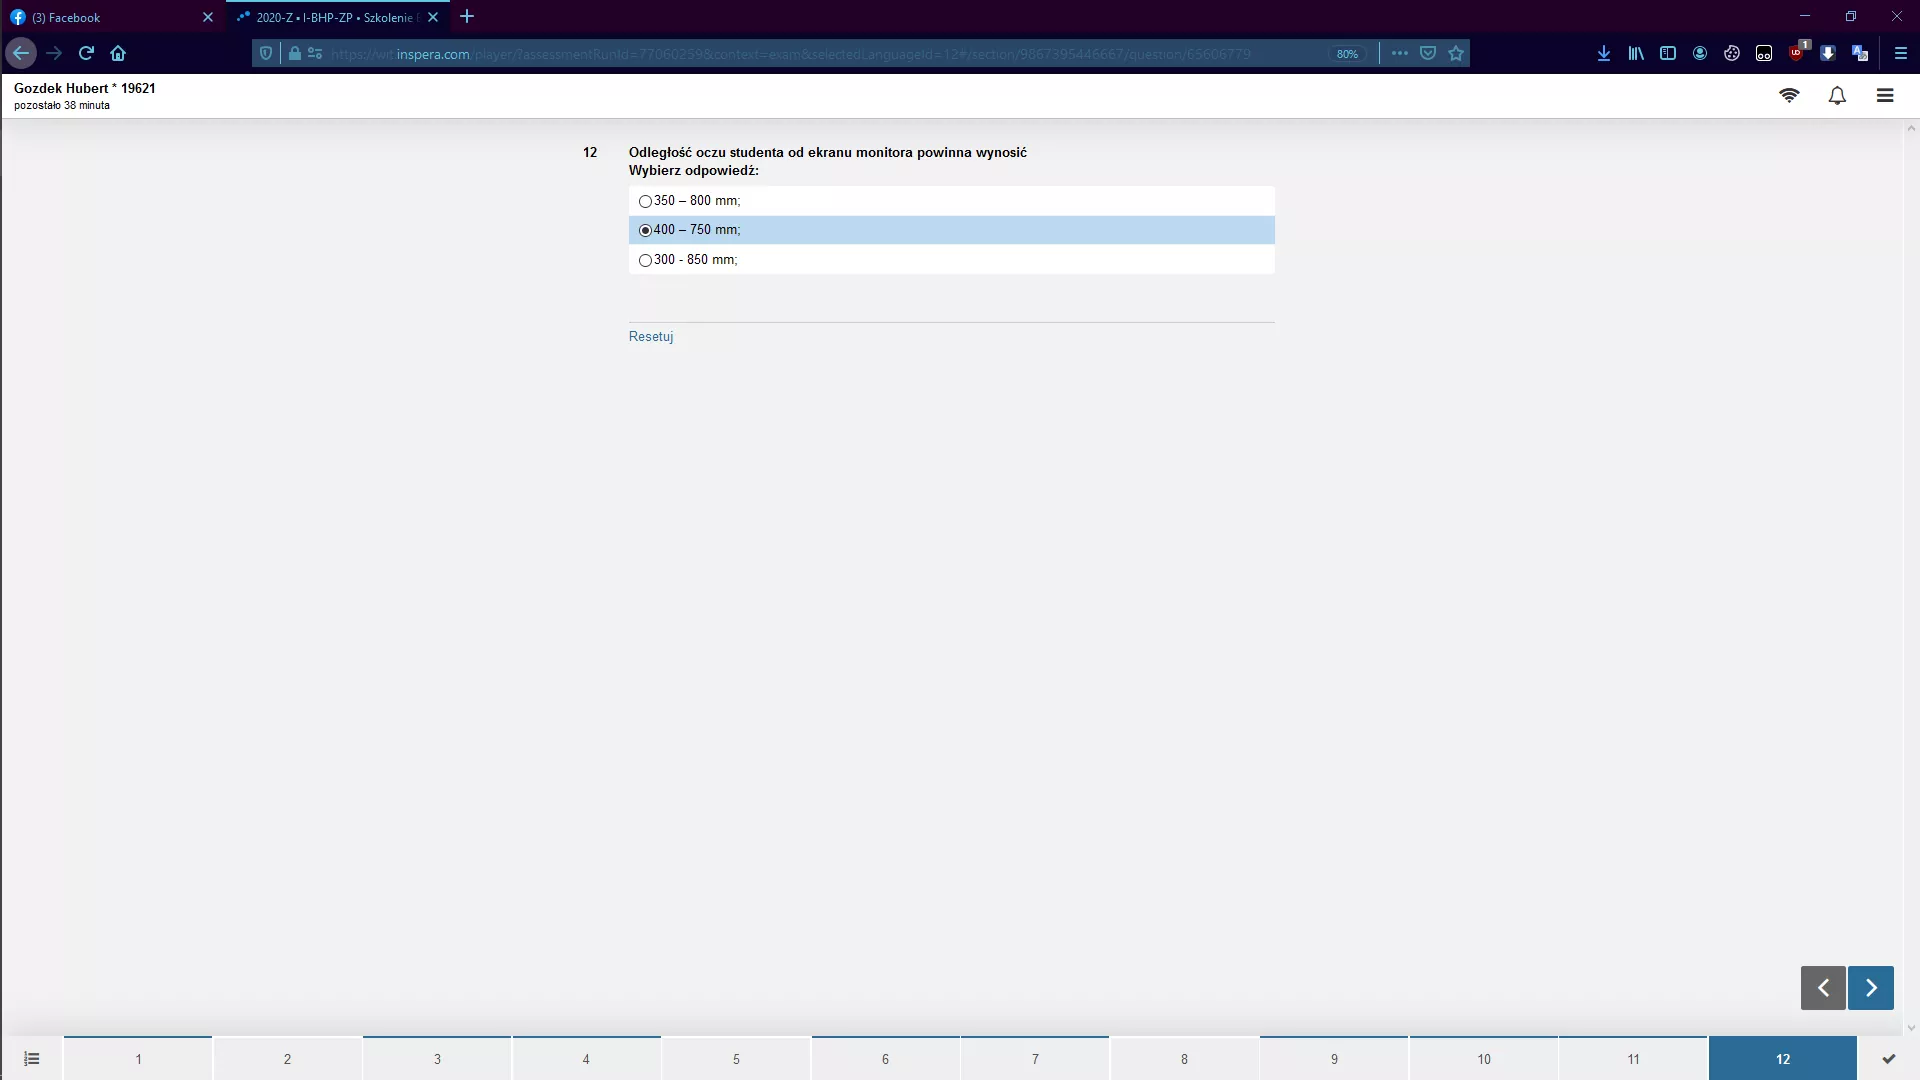 (3) Facebook
2020-Z • I-BHP-ZP • Szkolenie
https://wit.inspera.com/player/?assessmentRunId=77060259&context=exam&selectedLanguageId=12#/section/9867395446667/question/65606779
80%
1
Gozdek Hubert * 19621
pozostało 38 minuta
12 Odległość oczu studenta od ekranu monitora powinna wynosić
Wybierz odpowiedź:
350 – 800 mm;
400 – 750 mm;
300 - 850 mm;
Resetuj
1 2 3 4 5 6 7 8 9 10 11 12